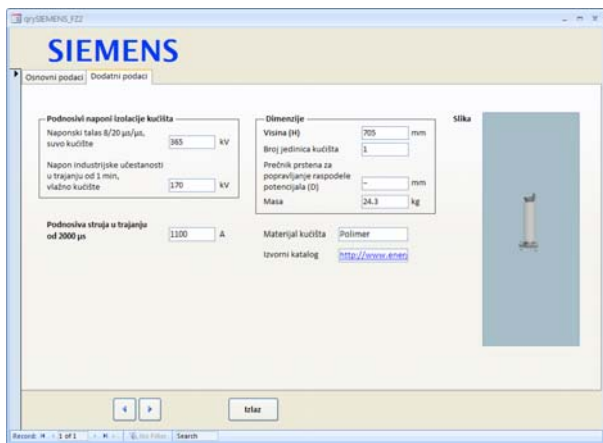 qrySIEMENS_FZ2
SIEMENS
Osnovni podaci Dodatni podaci
Podnosivi naponi izolacije kućišta
Naponski talas 8/20 µs/µs,
suvo kućište 365 kV
Napon industrijske učestanosti
u trajanju od 1 min,
vlažno kućište 170 kV
Podnosiva struja u trajanju
od 2000 µs 1100 A
Dimenzije
Visina (H) 705 mm
Broj jedinica kućišta 1
Prečnik prstena za
popravljanje raspodele
potencijala (D) – mm
Masa 24.3 kg
Materijal kućišta Polimer
Izvorni katalog http://www.ener
Slika
Izlaz
Record: 1 of 1 No Filter Search